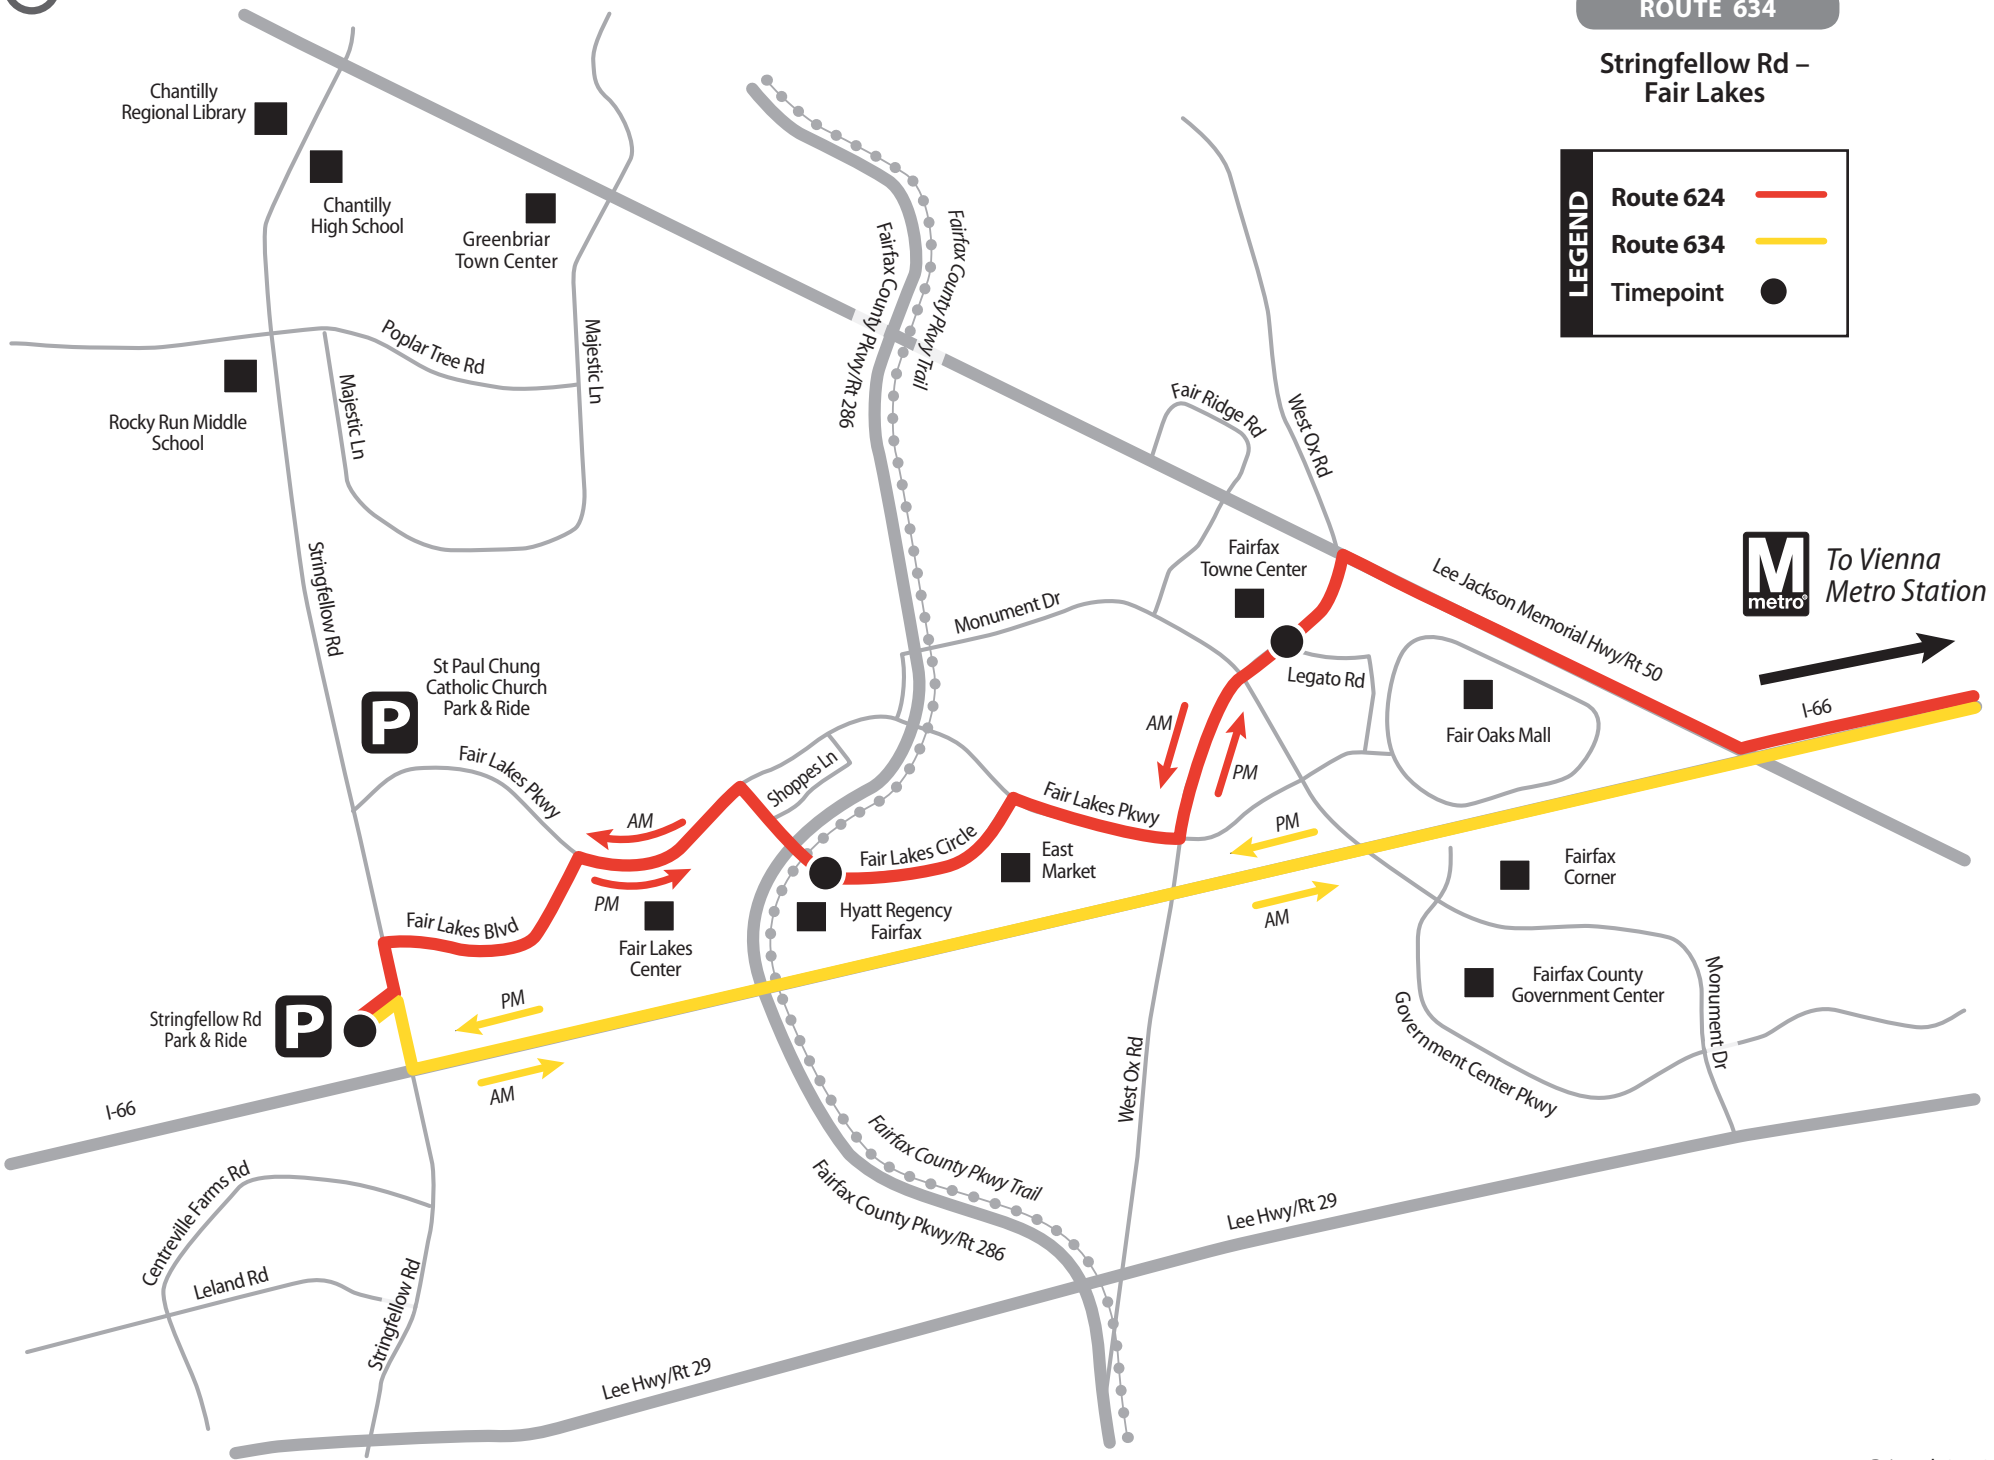 ROUTE 634
Stringfellow Rd –
Fair Lakes
LEGEND
Route 624
Route 634
Timepoint
Chantilly
Regional Library
Chantilly
High School
Greenbriar
Town Center
Poplar Tree Rd
Majestic Ln
Majestic Ln
Rocky Run Middle
School
Stringfellow Rd
Fairfax County Pkwy/Rt 286
Fairfax County Pkwy Trail
Fair Ridge Rd
West Ox Rd
Fairfax
Towne Center
Lee Jackson Memorial Hwy/Rt 50
M
metro
To Vienna
Metro Station
Monument Dr
Legato Rd
St Paul Chung
Catholic Church
Park & Ride
P
Fair Oaks Mall
I-66
AM
PM
Fair Lakes Pkwy
Shoppes Ln
Fair Lakes Pkwy
AM
PM
Fair Lakes Circle
East
Market
PM
AM
Fairfax
Corner
Fair Lakes Blvd
Fair Lakes
Center
Hyatt Regency
Fairfax
Fairfax County
Government Center
Monument Dr
Government Center Pkwy
Stringfellow Rd
Park & Ride
P
PM
AM
I-66
West Ox Rd
Fairfax County Pkwy Trail
Fairfax County Pkwy/Rt 286
Centreville Farms Rd
Leland Rd
Stringfellow Rd
Lee Hwy/Rt 29
Lee Hwy/Rt 29